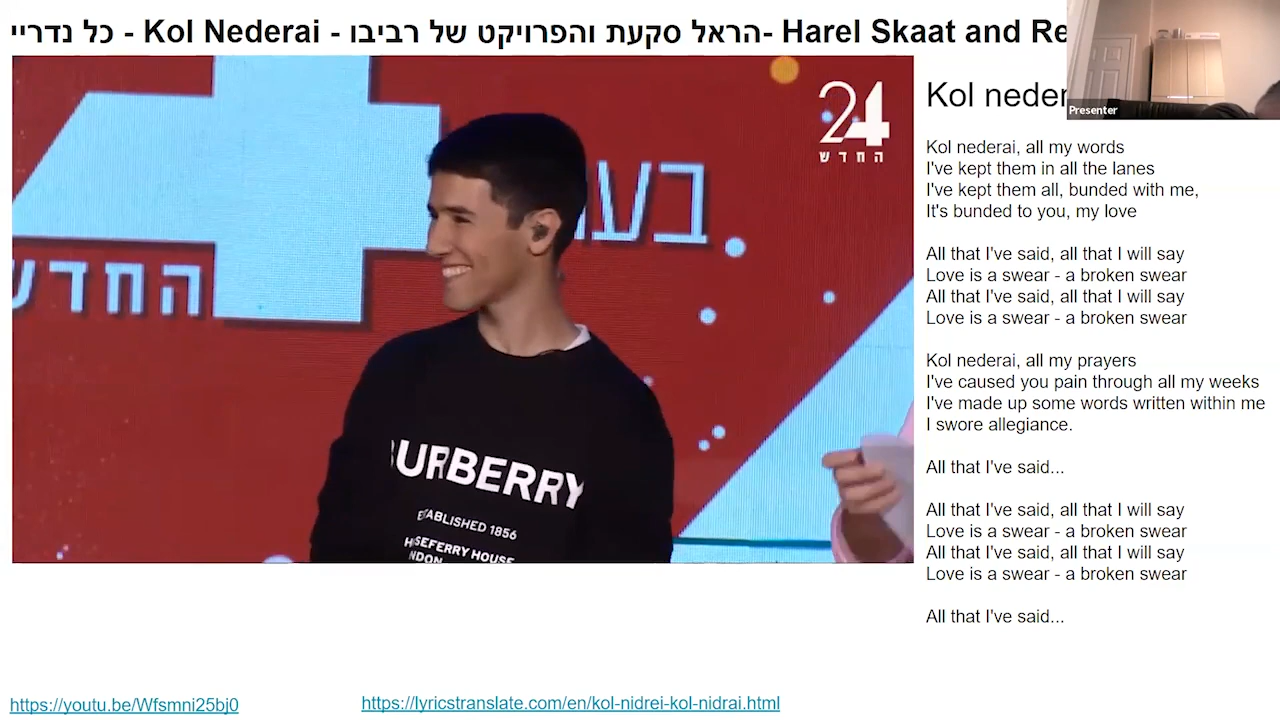 כל נדריי - Kol Nederai - הראל סקעת והפרויקט של רביבו- Harel Skaat and Re
Presenter
24
החדש
החדש
Kol neder
Kol nederai, all my words
I've kept them in all the lanes
I've kept them all, bunded with me,
It's bunded to you, my love
All that I've said, all that I will say
Love is a swear - a broken swear
All that I've said, all that I will say
Love is a swear - a broken swear
Kol nederai, all my prayers
I've caused you pain through all my weeks
I've made up some words written within me
I swore allegiance.
All that I've said...
All that I've said, all that I will say
Love is a swear - a broken swear
All that I've said, all that I will say
Love is a swear - a broken swear
All that I've said...
BURBERRY
ESTABLISHED 1856
HORSEFERRY HOUSE
https://youtu.be/Wfsmni25bj0
https://lyricstranslate.com/en/kol-nidrei-kol-nidrai.html